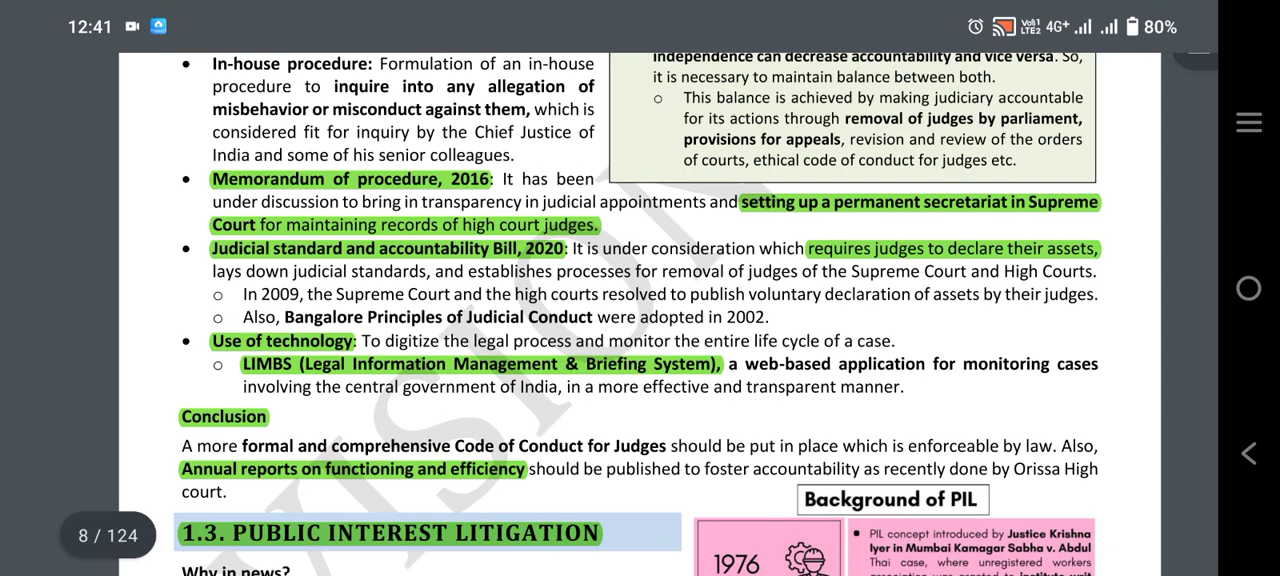 12:41
Vo))1
LTE2
4G+
80%
• In-house procedure: Formulation of an in-house
procedure to inquire into any allegation of
misbehavior or misconduct against them, which is
considered fit for inquiry by the Chief Justice of
India and some of his senior colleagues.
independence can decrease accountability and vice versa. So,
it is necessary to maintain balance between both.
o This balance is achieved by making judiciary accountable
for its actions through removal of judges by parliament,
provisions for appeals, revision and review of the orders
of courts, ethical code of conduct for judges etc.
• Memorandum of procedure, 2016: It has been
under discussion to bring in transparency in judicial appointments and setting up a permanent secretariat in Supreme
Court for maintaining records of high court judges.
• Judicial standard and accountability Bill, 2020: It is under consideration which requires judges to declare their assets,
lays down judicial standards, and establishes processes for removal of judges of the Supreme Court and High Courts.
o In 2009, the Supreme Court and the high courts resolved to publish voluntary declaration of assets by their judges.
o Also, Bangalore Principles of Judicial Conduct were adopted in 2002.
• Use of technology: To digitize the legal process and monitor the entire life cycle of a case.
o LIMBS (Legal Information Management & Briefing System), a web-based application for monitoring cases
involving the central government of India, in a more effective and transparent manner.
Conclusion
A more formal and comprehensive Code of Conduct for Judges should be put in place which is enforceable by law. Also,
Annual reports on functioning and efficiency should be published to foster accountability as recently done by Orissa High
court.
8 / 124
1.3. PUBLIC INTEREST LITIGATION
Why in news?
Background of PIL
1976
• PIL concept introduced by Justice Krishna
Iyer in Mumbai Kamagar Sabha v. Abdul
Thai case, where unregistered workers
VISION